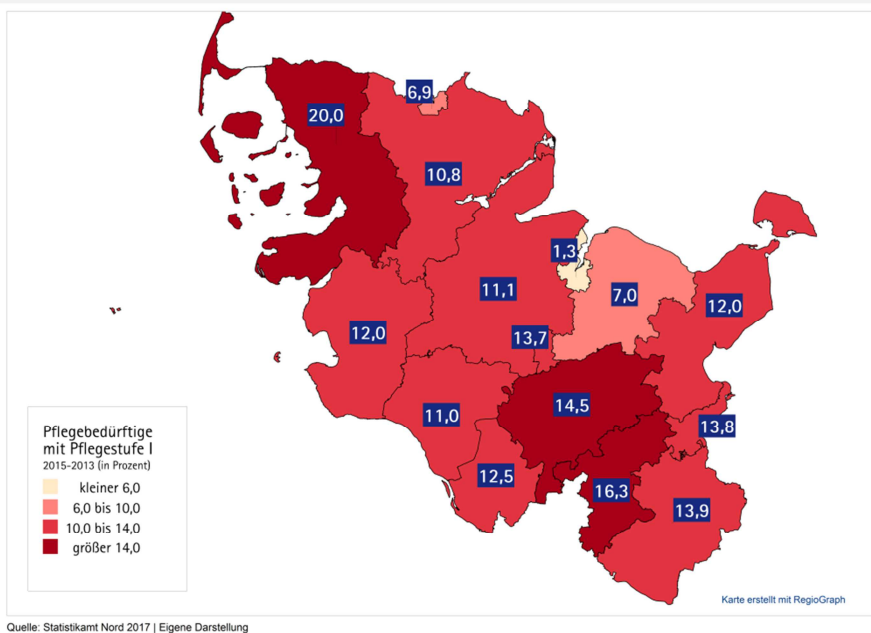 6,9
20,0
10,8
1,3
11,1
7,0
12,0
12,0
13,7
14,5
11,0
13,8
12,5
16,3
13,9
Pflegebedürftige
mit Pflegestufe I
2015-2013 (in Prozent)
kleiner 6,0
6,0 bis 10,0
10,0 bis 14,0
größer 14,0
Karte erstellt mit RegioGraph
Quelle: Statistikamt Nord 2017 | Eigene Darstellung